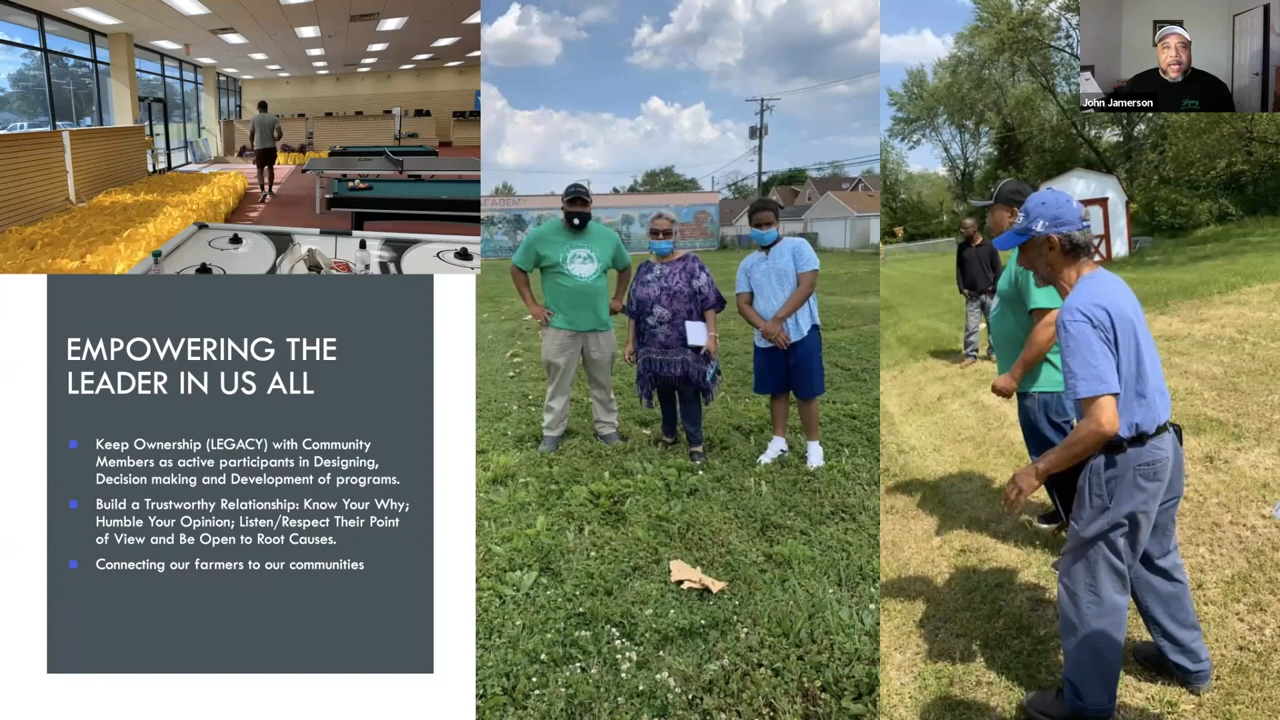 EMPOWERING THE
LEADER IN US ALL
Keep Ownership (LEGACY) with Community
Members as active participants in Designing,
Decision making and Development of programs.
Build a Trustworthy Relationship: Know Your Why;
Humble Your Opinion; Listen/Respect Their Point
of View and Be Open to Root Causes.
Connecting our farmers to our communities
ACADEMY
John Jamerson
Legacy